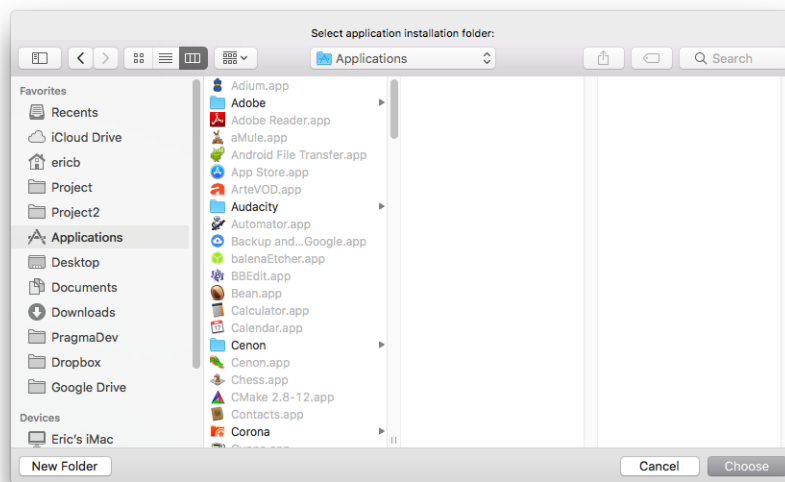 Select application installation folder:
Applications
Search
Favorites
Recents
iCloud Drive
ericb
Project
Project2
Applications
Desktop
Documents
Downloads
PragmaDev
Dropbox
Google Drive
Devices
Eric's iMac
Adium.app
Adobe
Adobe Reader.app
aMule.app
Android File Transfer.app
App Store.app
ArteVOD.app
Audacity
Automator.app
Backup and...Google.app
balenaEtcher.app
BBEdit.app
Bean.app
Calculator.app
Calendar.app
Cenon
Cenon.app
Chess.app
CMake 2.8-12.app
Contacts.app
Corona
New Folder
Cancel
Choose